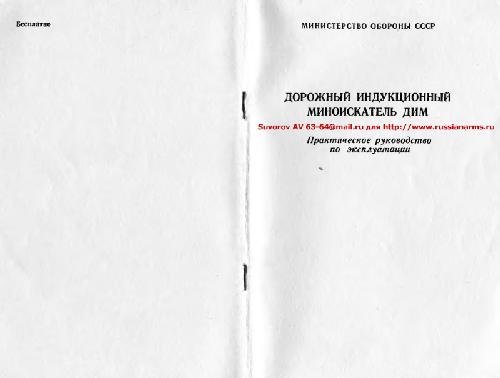 Бесплатно
МИНИСТЕРСТВО ОБОРОНЫ СССР
ДОРОЖНЫЙ ИНДУКЦИОННЫЙ
МИНОИСКАТЕЛЬ ДИМ
Suvorov AV 63-64@mail.ru для http://www.russianarms.ru
Практическое руководство
по эксплуатации